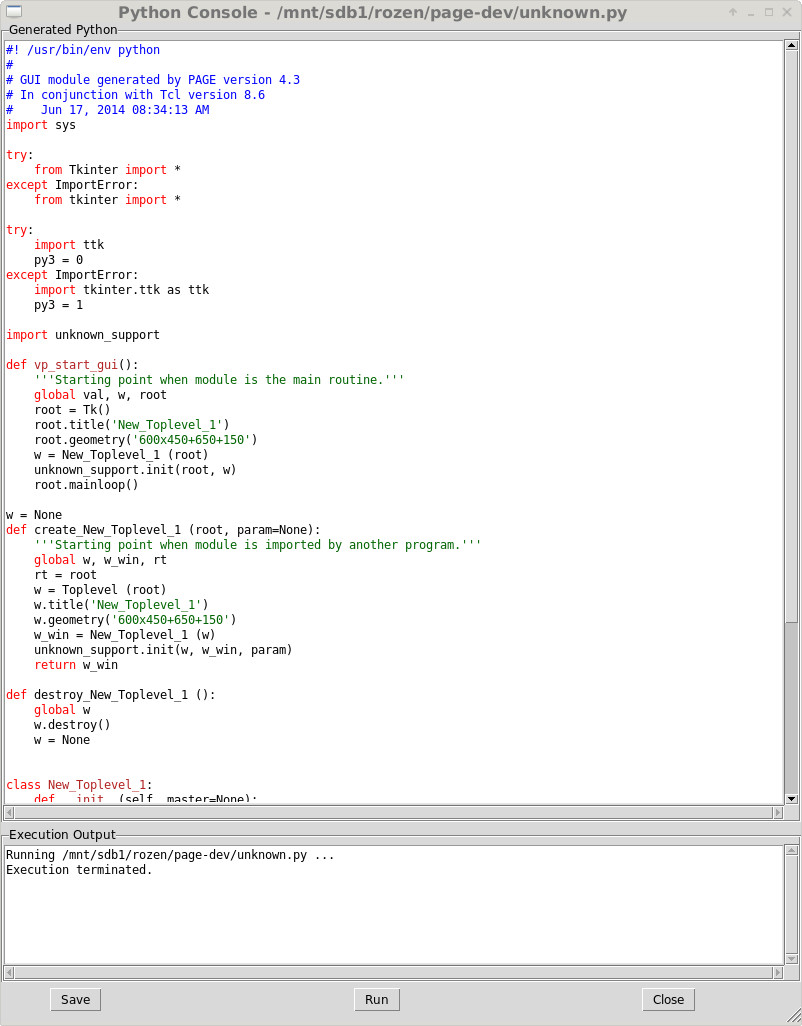 Python Console - /mnt/sdb1/rozen/page-dev/unknown.py
Generated Python
#! /usr/bin/env python
#
# GUI module generated by PAGE version 4.3
# In conjunction with Tcl version 8.6
#    Jun 17, 2014 08:34:13 AM
import sys

try:
    from Tkinter import *
except ImportError:
    from tkinter import *

try:
    import ttk
    py3 = 0
except ImportError:
    import tkinter.ttk as ttk
    py3 = 1

import unknown_support

def vp_start_gui():
    '''Starting point when module is the main routine.'''
    global val, w, root
    root = Tk()
    root.title('New_Toplevel_1')
    root.geometry('600x450+650+150')
    w = New_Toplevel_1 (root)
    unknown_support.init(root, w)
    root.mainloop()

w = None
def create_New_Toplevel_1 (root, param=None):
    '''Starting point when module is imported by another program.'''
    global w, w_win, rt
    rt = root
    w = Toplevel (root)
    w.title('New_Toplevel_1')
    w.geometry('600x450+650+150')
    w_win = New_Toplevel_1 (w)
    unknown_support.init(w, w_win, param)
    return w_win

def destroy_New_Toplevel_1 ():
    global w
    w.destroy()
    w = None


class New_Toplevel_1:
    def __init__(self, master=None):
Execution Output
Running /mnt/sdb1/rozen/page-dev/unknown.py ...
Execution terminated.
Save Run Close